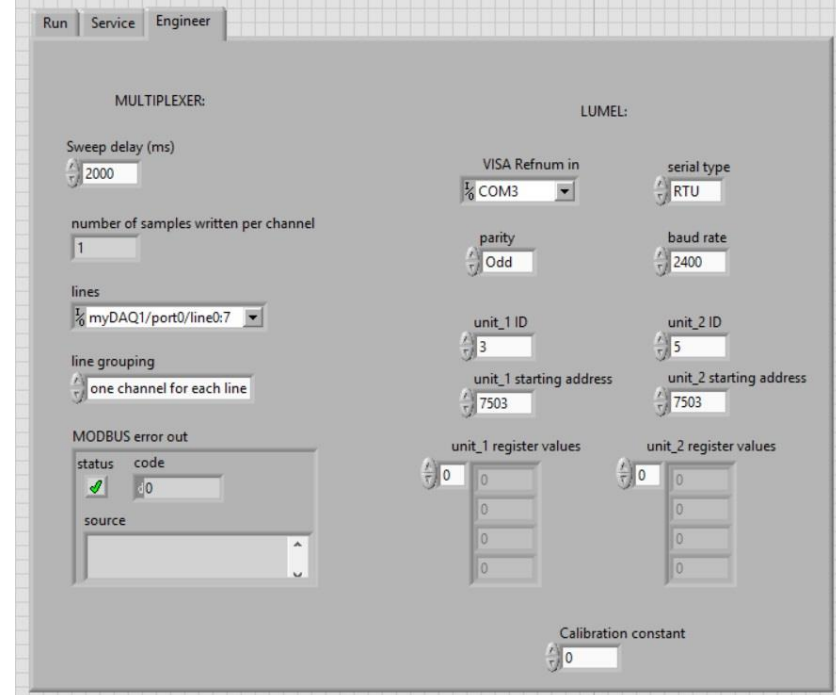 Run
Service
Engineer
MULTIPLEXER:
Sweep delay (ms)
2000
number of samples written per channel
1
lines
myDAQ1/port0/line0:7
line grouping
one channel for each line
MODBUS error out
status code
d0
source
LUMEL:
VISA Refnum in
COM3
serial type
RTU
parity
Odd
baud rate
2400
unit_1 ID
3
unit_2 ID
5
unit_1 starting address
7503
unit_2 starting address
7503
unit_1 register values
0
0
0
0
0
unit_2 register values
0
0
0
0
0
Calibration constant
0